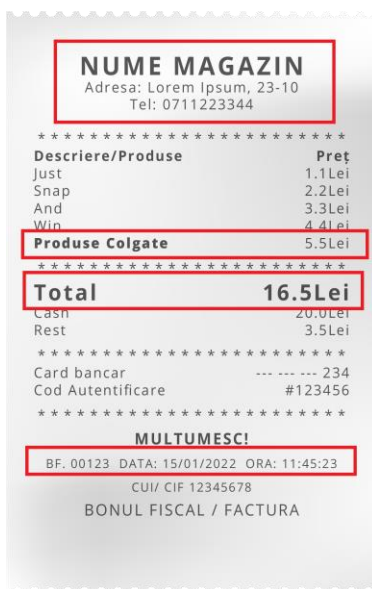 NUME MAGAZIN
Adresa: Lorem Ipsum, 23-10
Tel: 0711223344
* * * * * * * * * * * * * * * * * * * * * * * *
Descriere/Produse Preț
Just 1.1Lei
Snap 2.2Lei
And 3.3Lei
Win 4.4Lei
Produse Colgate 5.5Lei
* * * * * * * * * * * * * * * * * * * * * * * *
Total 16.5Lei
Cash 20.0Lei
Rest 3.5Lei
* * * * * * * * * * * * * * * * * * * * * * * *
Card bancar --- --- --- 234
Cod Autentificare #123456
* * * * * * * * * * * * * * * * * * * * * * * *
MULTUMESC!
BF. 00123 DATA: 15/01/2022 ORA: 11:45:23
CUI/ CIF 12345678
BONUL FISCAL / FACTURA